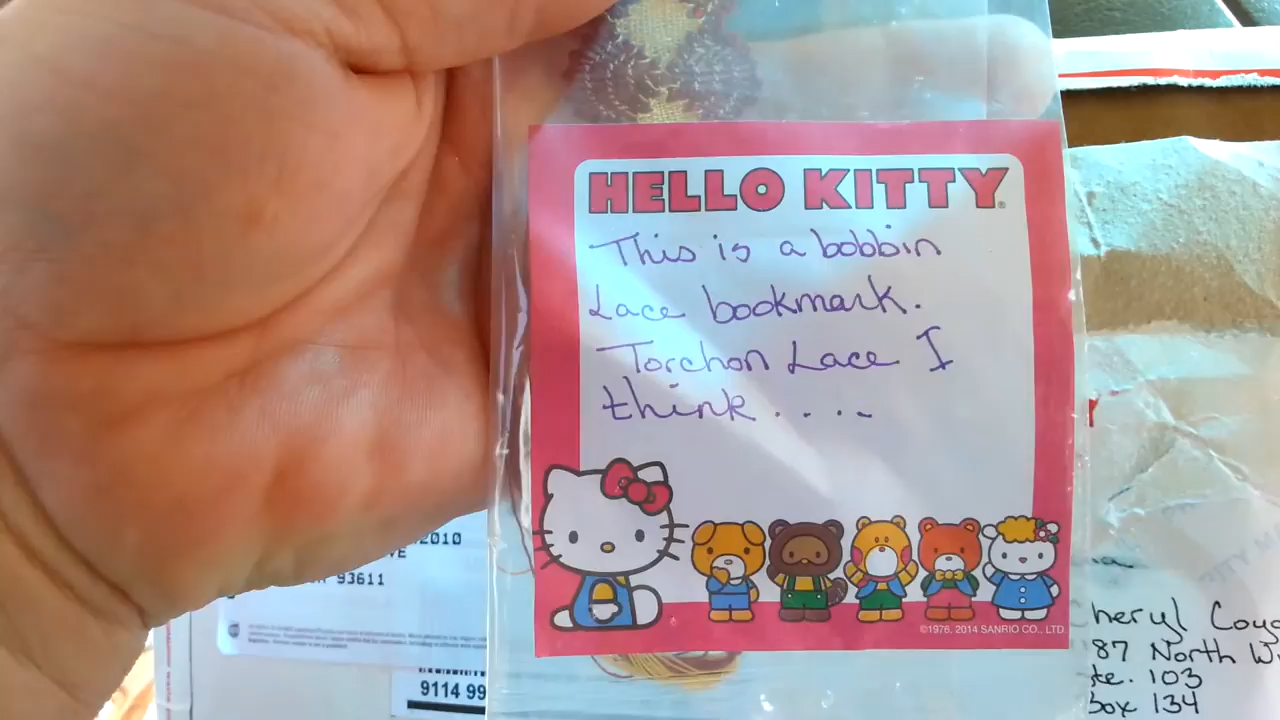 HELLO KITTY
This is a bobbin
Lace bookmark.
Torchon Lace I
think....
©1976, 2014 SANRIO CO., LTD.
2010
VE
93611
9114 99
heryl
87 North
te. 103
box 134